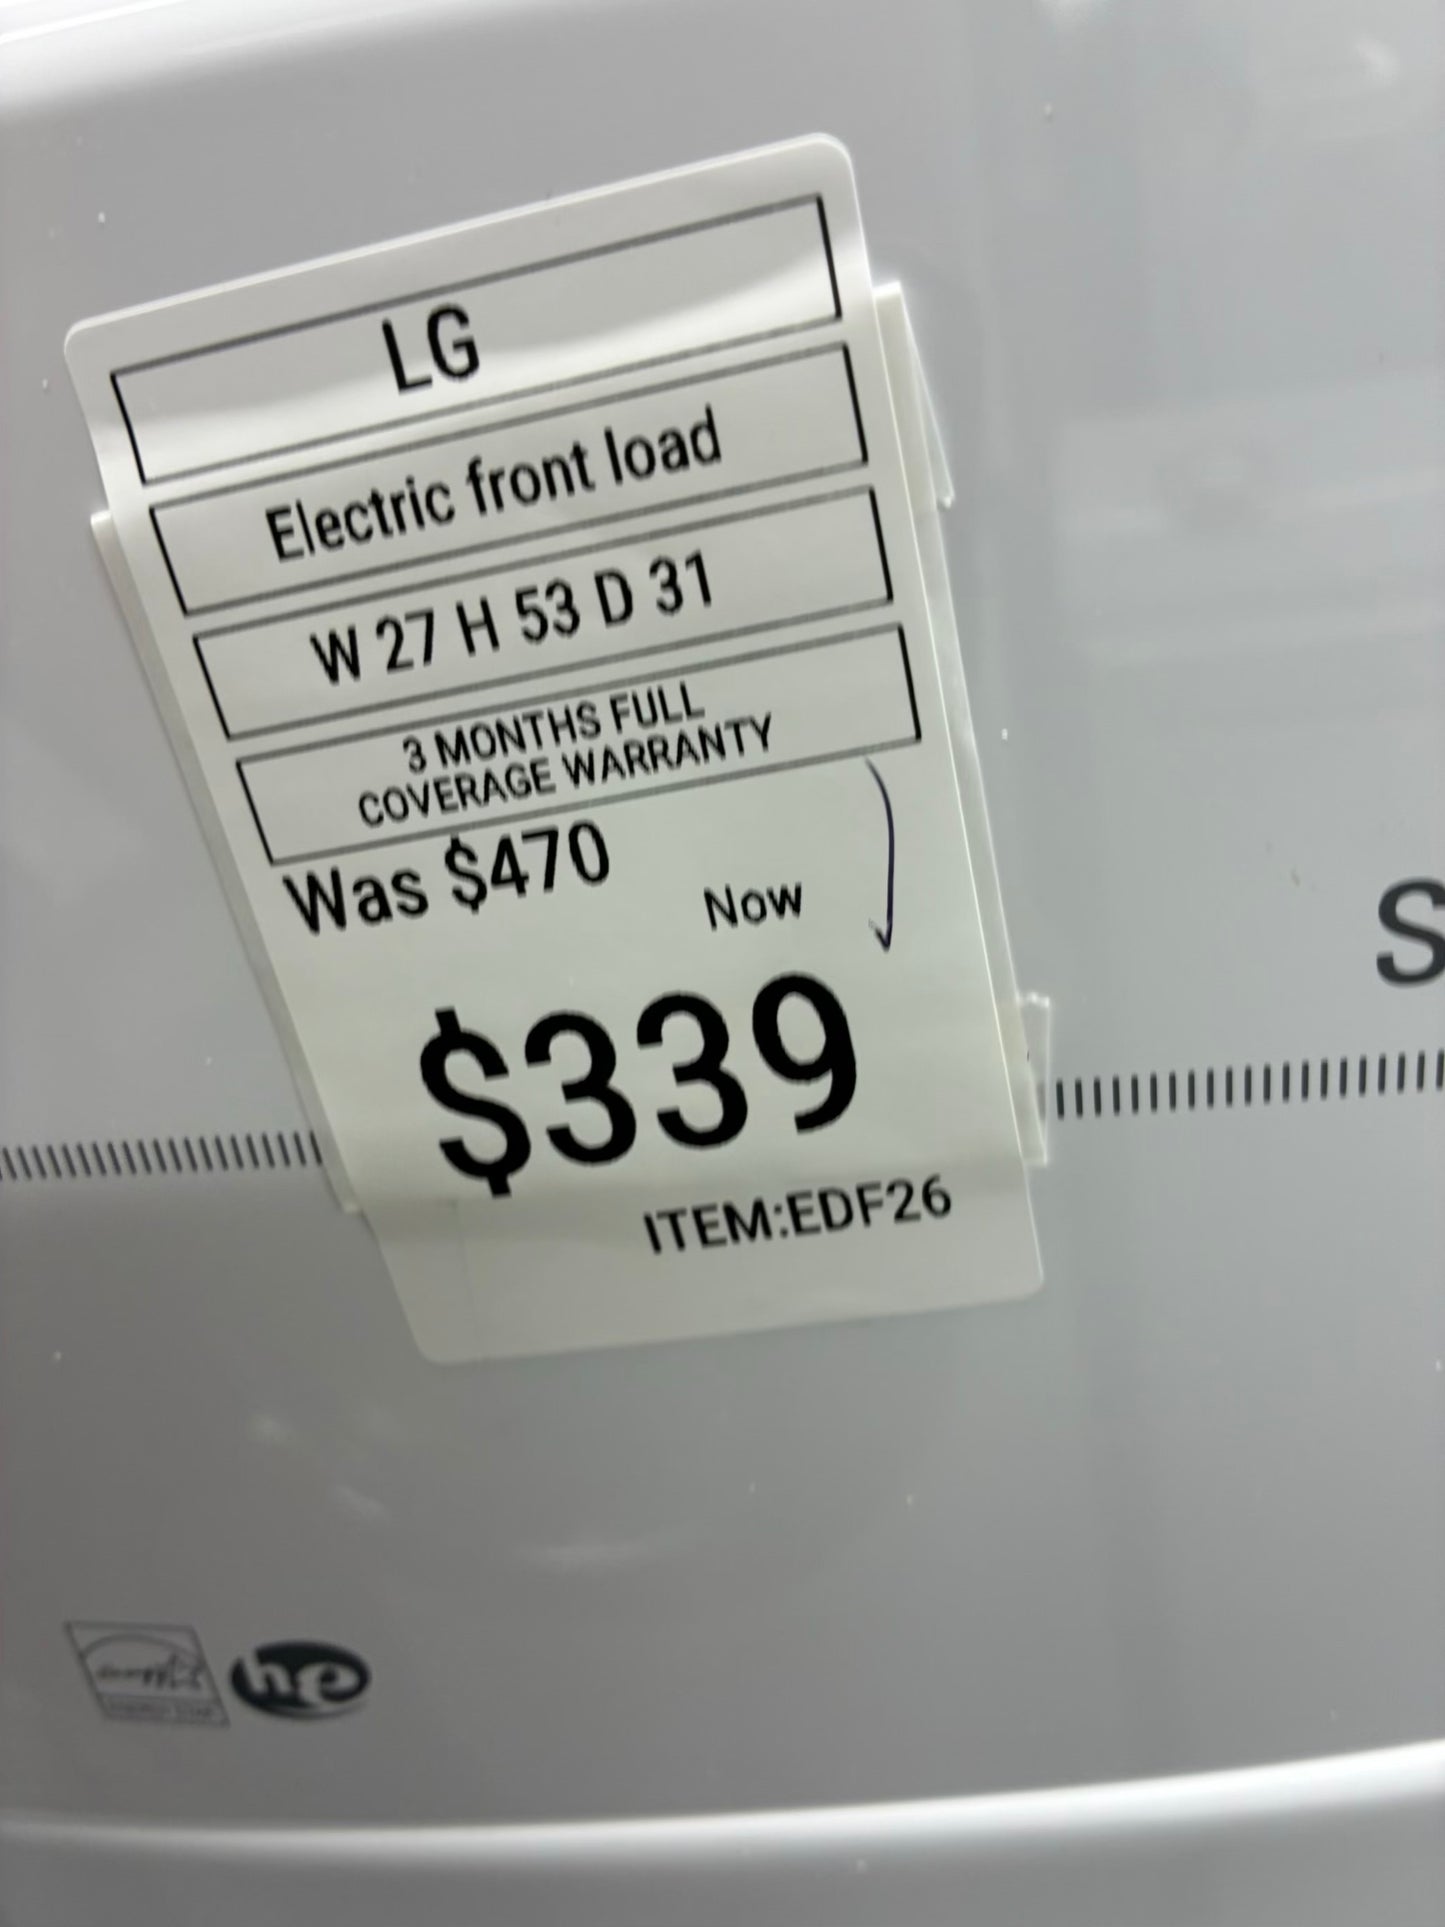 LG
Electric front load
W 27 H 53 D 31
3 MONTHS FULL
COVERAGE WARRANTY
Was $470
Now
$339
ITEM:EDF26
S
he